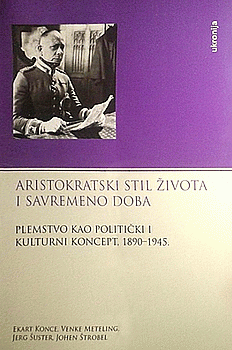 ukronija
ARISTOKRATSKI STIL ŽIVOTA
I SAVREMENO DOBA
PLEMSTVO KAO POLITIČKI I
KULTURNI KONCEPT, 1890–1945.
EKART KONCE, VENKE METELING,
JERG ŠUSTER, JOHEN ŠTROBEL